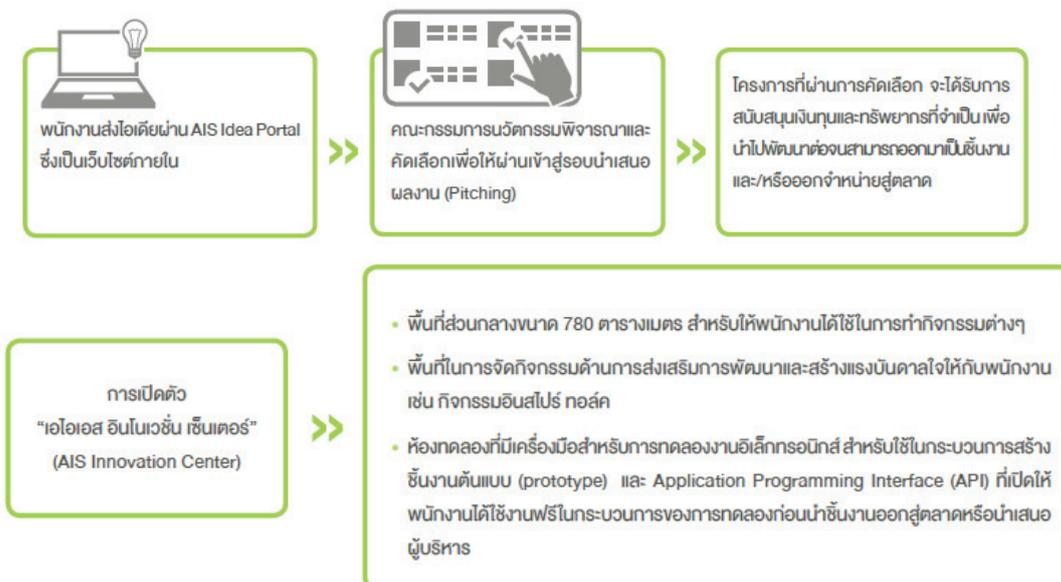 พนักงานส่งไอเดียผ่าน AIS Idea Portal
ซึ่งเป็นเว็บไซต์ภายใน
คณะกรรมการนวัตกรรมพิจารณาและ
คัดเลือกเพื่อให้ผ่านเข้าสู่รอบนำเสนอ
ผลงาน (Pitching)
โครงการที่ผ่านการคัดเลือก จะได้รับการ
สนับสนุนเงินทุนและทรัพยากรที่จำเป็น เพื่อ
นำไปพัฒนาต่อจนสามารถออกมาเป็นชิ้นงาน
และ/หรือออกจำหน่ายสู่ตลาด
การเปิดตัว
“เอไอเอส อินโนเวชั่น เซ็นเตอร์”
(AIS Innovation Center)
• พื้นที่ส่วนกลางขนาด 780 ตารางเมตร สำหรับให้พนักงานได้ใช้ในการทำกิจกรรมต่างๆ
• พื้นที่ในการจัดกิจกรรมด้านการส่งเสริมการพัฒนาและสร้างแรงบันดาลใจให้กับพนักงาน
เช่น กิจกรรมอินสไปร์ ทอล์ค
• ห้องทดลองที่มีเครื่องมือสำหรับการทดลองงานอิเล็กทรอนิกส์ สำหรับใช้ในกระบวนการสร้าง
ชิ้นงานต้นแบบ (prototype) และ Application Programming Interface (API) ที่เปิดให้
พนักงานได้ใช้งานฟรีในกระบวนการของการทดลองก่อนนำชิ้นงานออกสู่ตลาดหรือนำเสนอ
ผู้บริหาร